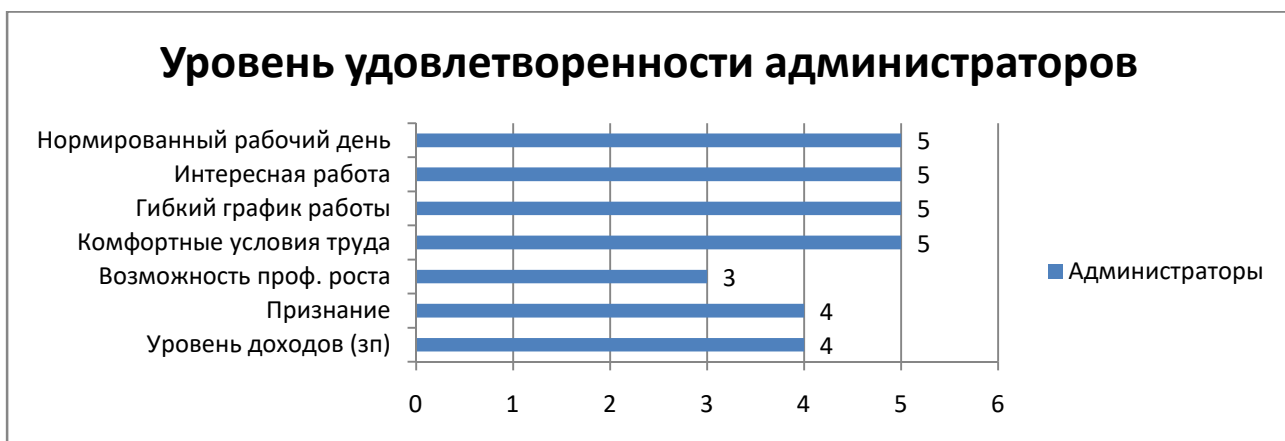 Уровень удовлетворенности администраторов
Нормированный рабочий день 5
Интересная работа 5
Гибкий график работы 5
Комфортные условия труда 5
Возможность проф. роста 3
Признание 4
Уровень доходов (зп) 4
Администраторы
0 1 2 3 4 5 6